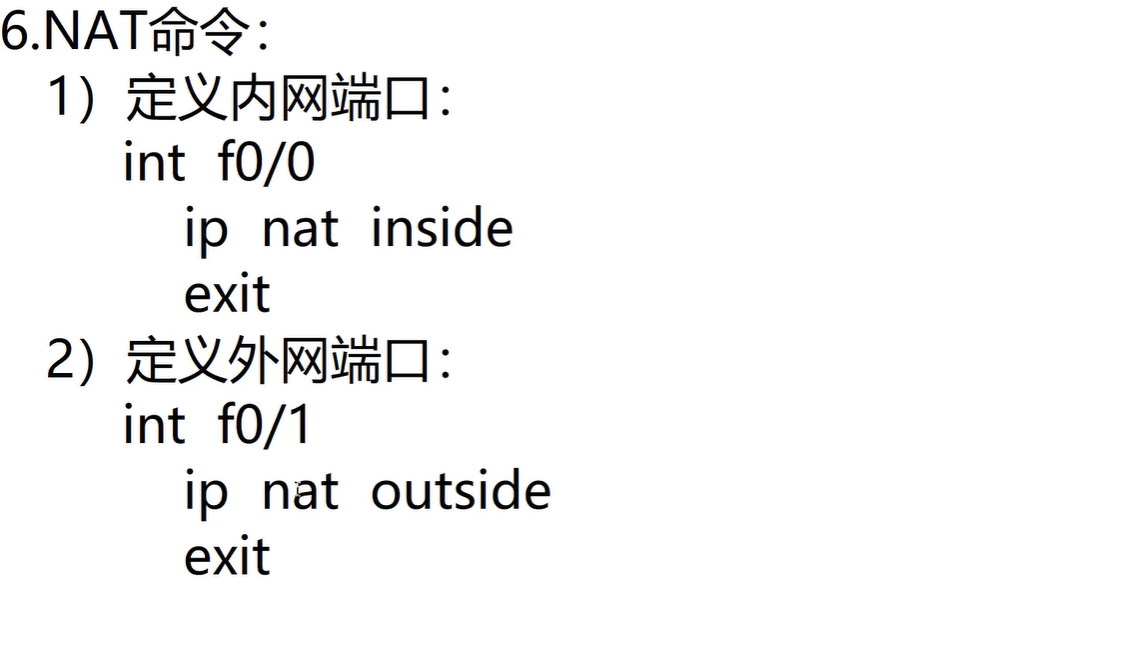 6.NAT命令：
1）定义内网端口：
int f0/0
ip nat inside
exit
2）定义外网端口：
int f0/1
ip nat outside
exit